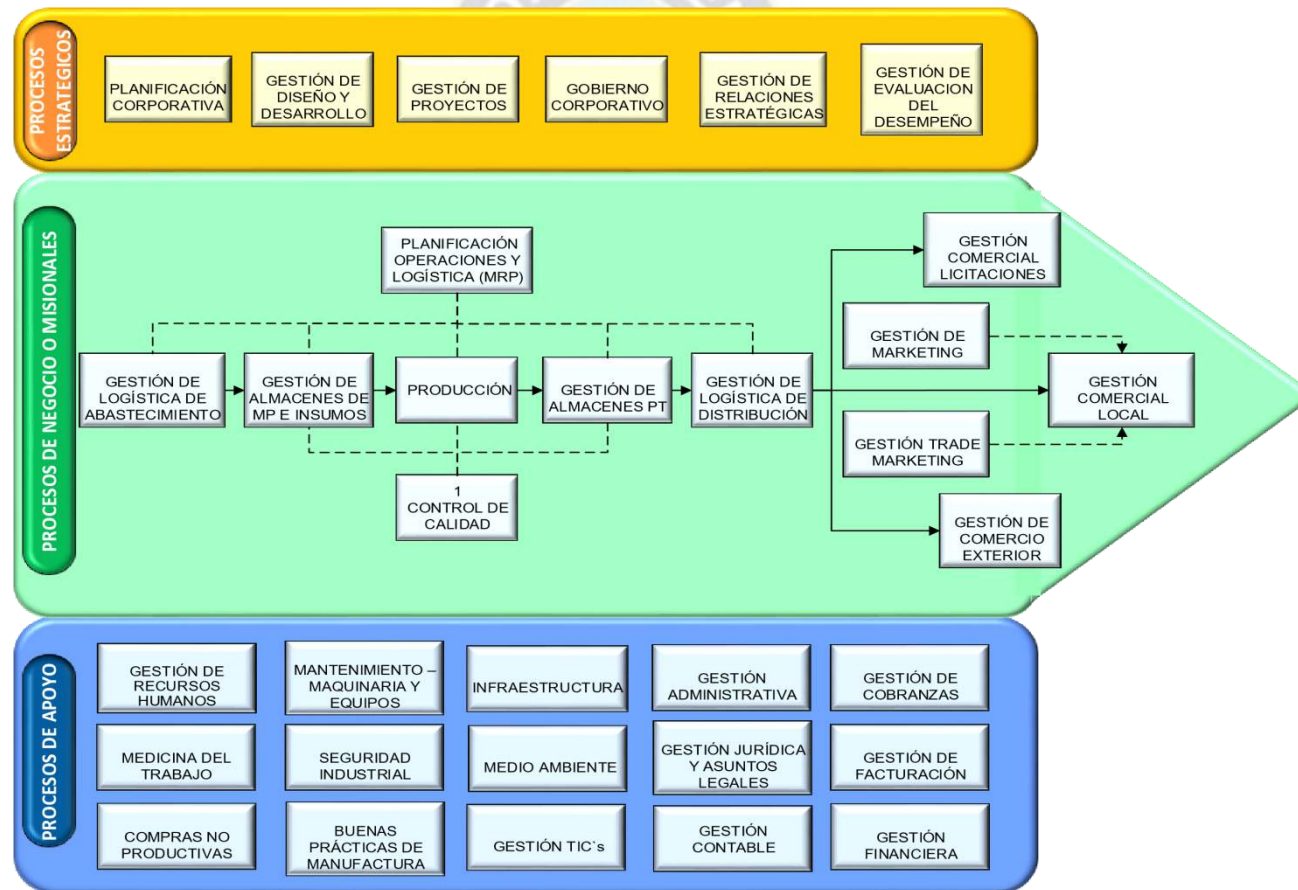 PROCESOS
ESTRATEGICOS
PLANIFICACIÓN
CORPORATIVA
GESTIÓN DE
DISEÑO Y
DESARROLLO
GESTIÓN DE
PROYECTOS
GOBIERNO
CORPORATIVO
GESTIÓN DE
RELACIONES
ESTRATÉGICAS
GESTIÓN DE
EVALUACION
DEL
DESEMPEÑO
PROCESOS DE NEGOCIO O MISIONALES
PLANIFICACIÓN
OPERACIONES Y
LOGÍSTICA (MRP)
GESTIÓN DE
LOGÍSTICA DE
ABASTECIMIENTO
GESTIÓN DE
ALMACENES DE
MP E INSUMOS
PRODUCCIÓN
GESTIÓN DE
ALMACENES PT
GESTIÓN DE
LOGÍSTICA DE
DISTRIBUCIÓN
1
CONTROL DE
CALIDAD
GESTIÓN
COMERCIAL
LICITACIONES
GESTIÓN DE
MARKETING
GESTIÓN
COMERCIAL
LOCAL
GESTIÓN TRADE
MARKETING
GESTIÓN DE
COMERCIO
EXTERIOR
PROCESOS DE APOYO
GESTIÓN DE
RECURSOS
HUMANOS
MANTENIMIENTO –
MAQUINARIA Y
EQUIPOS
INFRAESTRUCTURA
GESTIÓN
ADMINISTRATIVA
GESTIÓN DE
COBRANZAS
MEDICINA DEL
TRABAJO
SEGURIDAD
INDUSTRIAL
MEDIO AMBIENTE
GESTIÓN JURÍDICA
Y ASUNTOS
LEGALES
GESTIÓN DE
FACTURACIÓN
COMPRAS NO
PRODUCTIVAS
BUENAS
PRÁCTICAS DE
MANUFACTURA
GESTIÓN TIC`s
GESTIÓN
CONTABLE
GESTIÓN
FINANCIERA